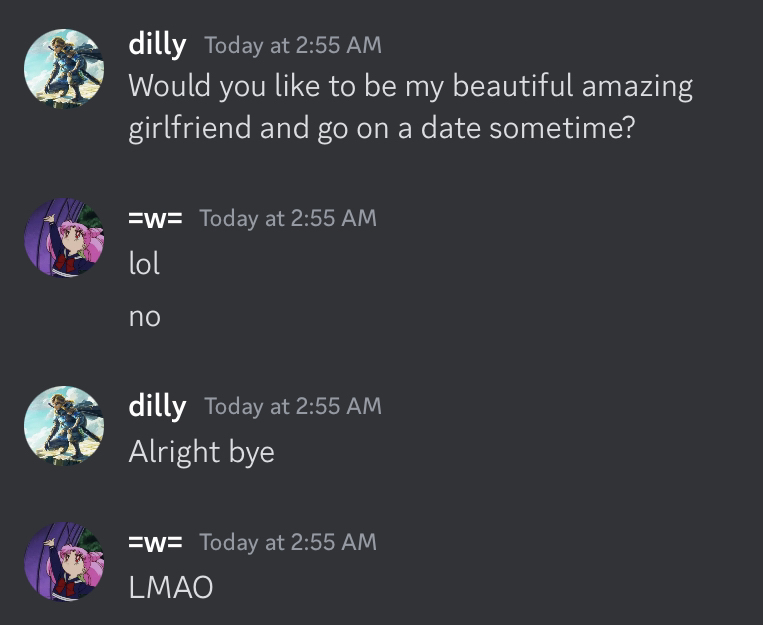 dilly Today at 2:55 AM
Would you like to be my beautiful amazing
girlfriend and go on a date sometime?
=w= Today at 2:55 AM
lol
no
dilly Today at 2:55 AM
Alright bye
=w= Today at 2:55 AM
LMAO